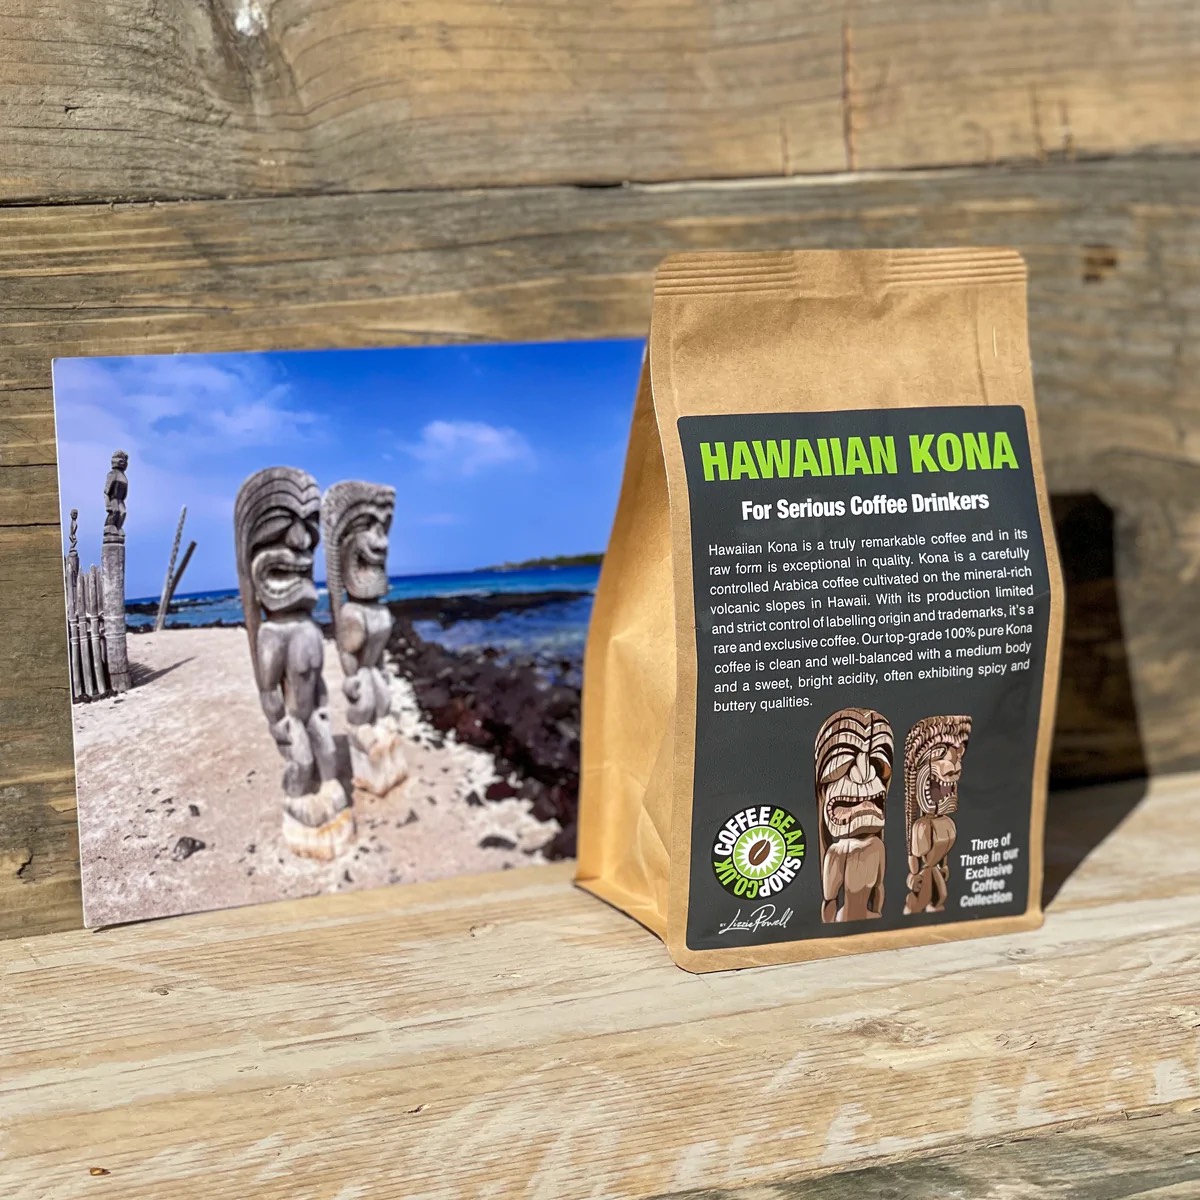 HAWAIIAN KONA
For Serious Coffee Drinkers
Hawaiian Kona is a truly remarkable coffee and in its
raw form is exceptional in quality. Kona is a carefully
controlled Arabica coffee cultivated on the mineral-rich
volcanic slopes in Hawaii. With its production limited
and strict control of labelling origin and trademarks, it's a
rare and exclusive coffee. Our top-grade 100% pure Kona
coffee is clean and well-balanced with a medium body
and a sweet, bright acidity, often exhibiting spicy and
buttery qualities.
COFFEEBEANSHOP.CO.UK
BY Lizzie Powell
Three of
Three in our
Exclusive
Coffee
Collection